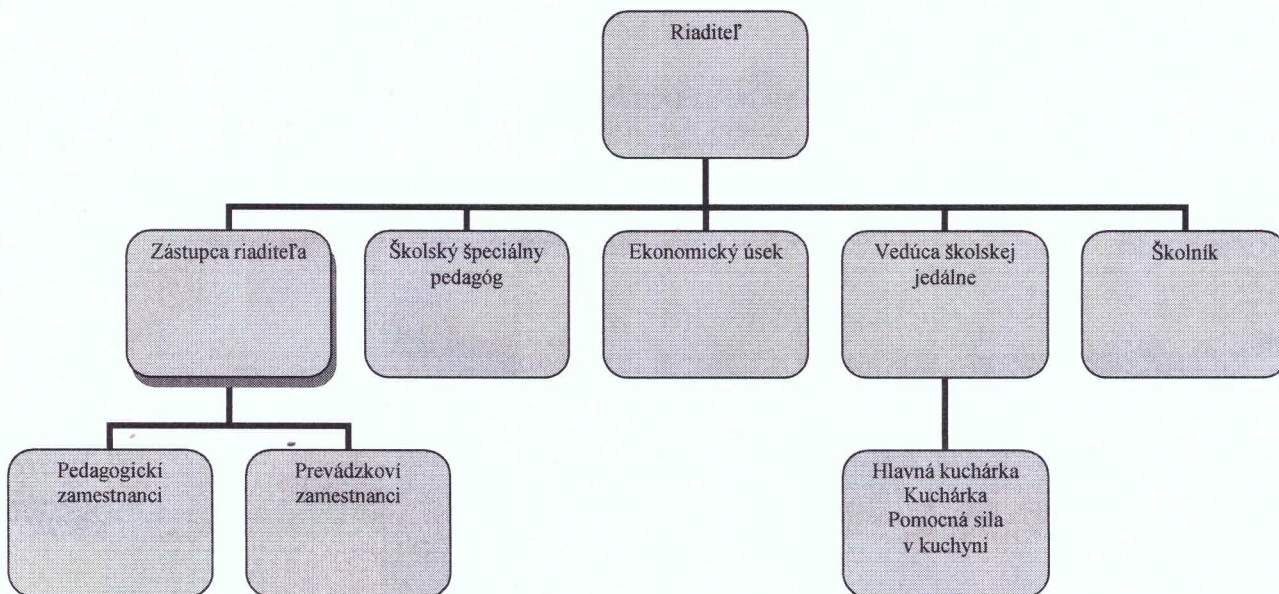 Riaditeľ
Zástupca riaditeľa
Školský špeciálny
pedagóg
Ekonomický úsek
Vedúca školskej
jedálne
Školník
Pedagogickí
zamestnanci
Prevádzkoví
zamestnanci
Hlavná kuchárka
Kuchárka
Pomocná sila
v kuchyni